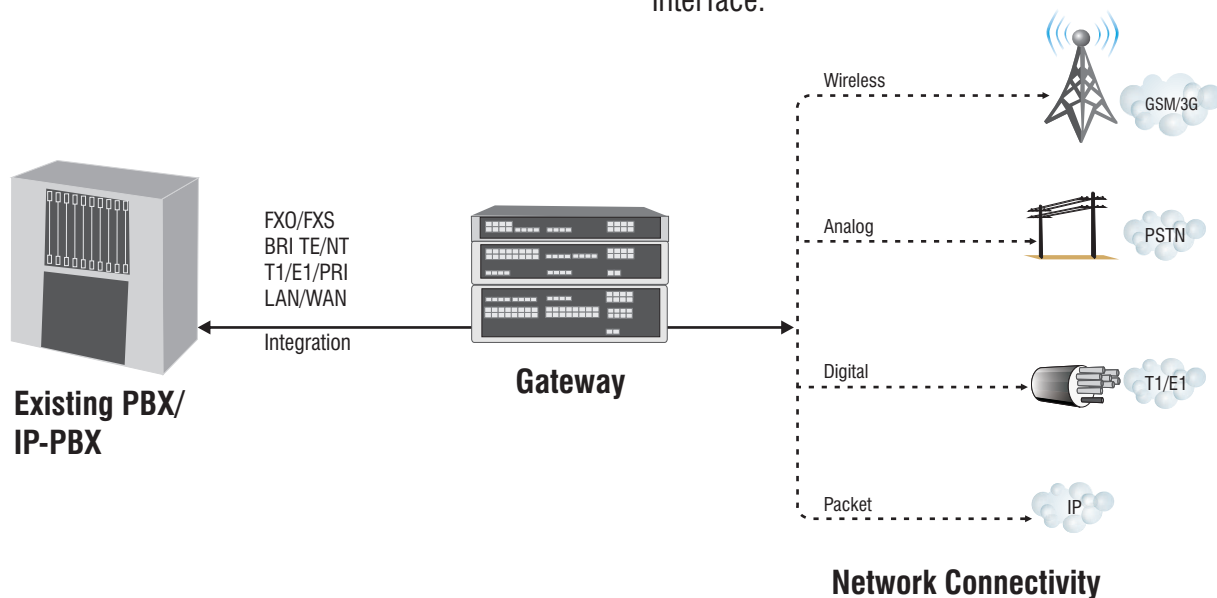 interface.
Wireless
GSM/3G
FXO/FXS
BRI TE/NT
T1/E1/PRI
LAN/WAN
Integration
Analog
PSTN
Gateway
Existing PBX/
IP-PBX
Digital
T1/E1
Packet
IP
Network Connectivity